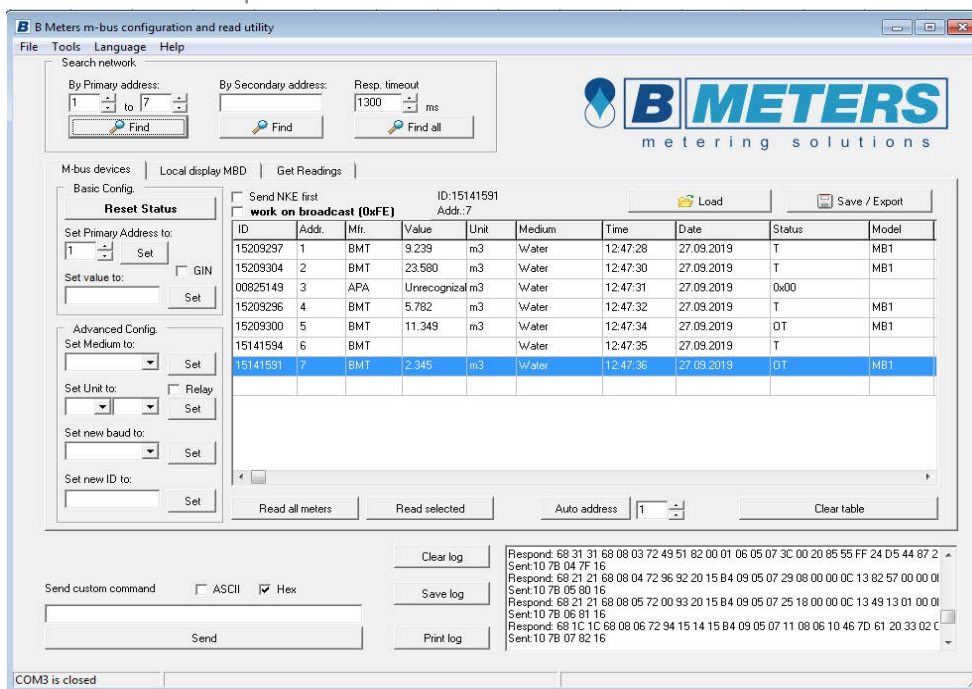 B Meters m-bus configuration and read utility
File Tools Language Help
Search network
By Primary address: By Secondary address: Resp. timeout
1 to 7 1300 ms
Find Find Find all
B METERS
metering solutions
M-bus devices Local display MBD Get Readings
Basic Config.
Reset Status
Set Primary Address to:
1 Set
GIN
Set value to:
Set
Advanced Config.
Set Medium to:
Set
Set Unit to: Relay
Set
Set new baud to:
Set
Set new ID to:
Set
Send NKE first ID:15141591
work on broadcast (0xFE) Addr.:7
Load Save / Export
ID Addr. Mfr. Value Unit Medium Time Date Status Model
15209297 1 BMT 9.239 m3 Water 12:47:28 27.09.2019 T MB1
15209304 2 BMT 23.580 m3 Water 12:47:30 27.09.2019 T MB1
00825149 3 APA Unrecognizal m3 Water 12:47:31 27.09.2019 0x00
15209296 4 BMT 5.782 m3 Water 12:47:32 27.09.2019 T MB1
15209300 5 BMT 11.349 m3 Water 12:47:34 27.09.2019 OT MB1
15141594 6 BMT Water 12:47:35 27.09.2019 T
15141591 7 BMT 2.345 m3 Water 12:47:36 27.09.2019 OT MB1
Read all meters Read selected Auto address 1 Clear table
Send custom command ASCII Hex
Send
Clear log
Save log
Print log
Respond: 68 31 31 68 08 03 72 49 51 82 00 01 06 05 07 3C 00 20 85 55 FF 24 D5 44 87 2
Sent:10 7B 04 7F 16
Respond: 68 21 21 68 08 04 72 96 92 20 15 B4 09 05 07 29 08 00 00 0C 13 82 57 00 00
Sent:10 7B 05 80 16
Respond: 68 21 21 68 08 05 72 00 93 20 15 B4 09 05 07 25 18 00 00 0C 13 49 13 01 00
Sent:10 7B 06 81 16
Respond: 68 1C 1C 68 08 06 72 94 15 14 15 B4 09 05 07 11 08 06 10 46 7D 61 20 33 02
Sent:10 7B 07 82 16
COM3 is closed